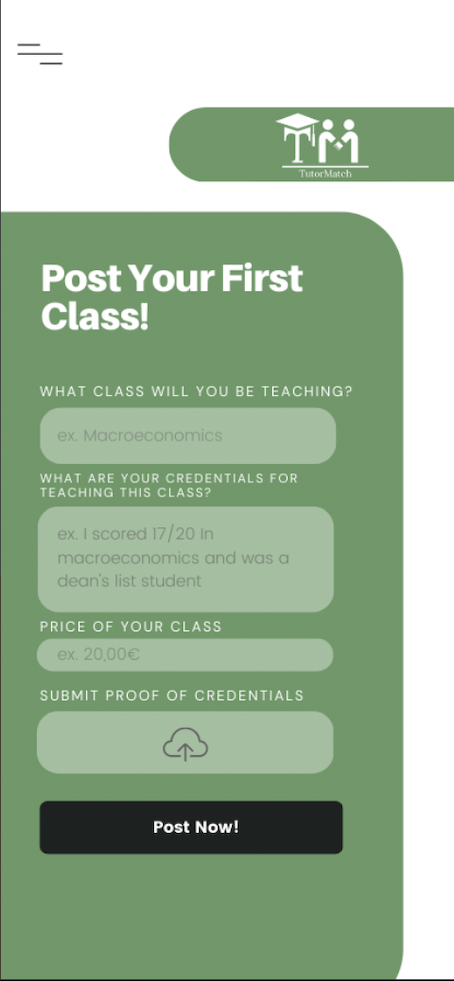 TM
TutorMatch
Post Your First
Class!
WHAT CLASS WILL YOU BE TEACHING?
ex. Macroeconomics
WHAT ARE YOUR CREDENTIALS FOR
TEACHING THIS CLASS?
ex. I scored 17/20 In
macroeconomics and was a
dean's list student
PRICE OF YOUR CLASS
ex. 20,00€
SUBMIT PROOF OF CREDENTIALS
Post Now!